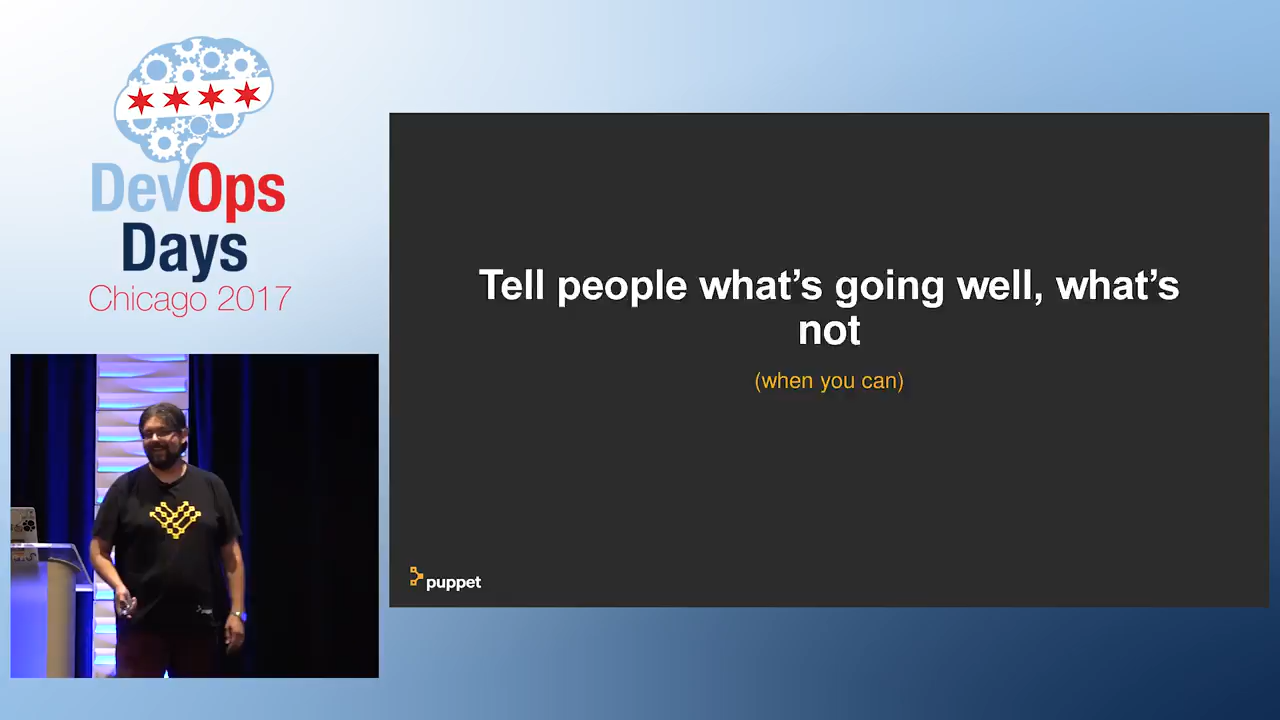 DevOps
Days
Chicago 2017
Tell people what’s going well, what’s
not
(when you can)
puppet